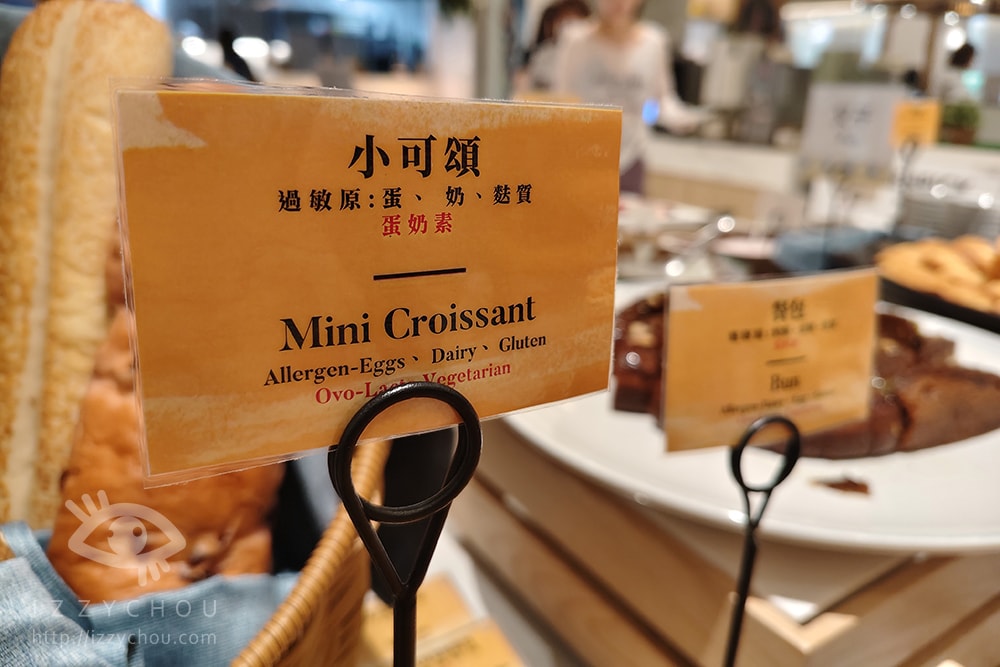 小可頌
過敏原:蛋、奶、麩質
蛋奶素
Mini Croissant
Allergen-Eggs、Dairy、Gluten
Ovo-Lacto Vegetarian
餐包
Bun
IZZYCHOU
http://izzychou.com